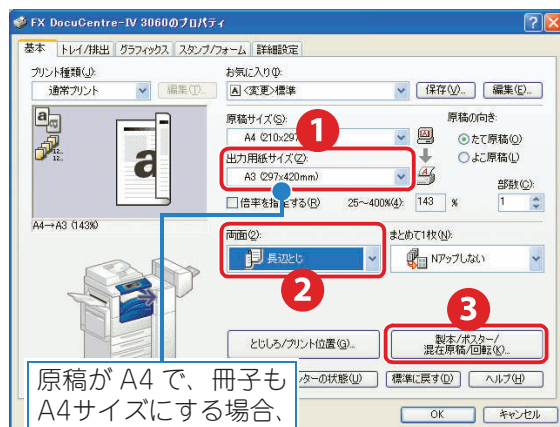 FX DocuCentre-IV 3060のプロパティ
基本 トレイ/排出 グラフィックス スタンプ/フォーム 詳細設定
プリント種類(J): お気に入り(I):
通常プリント 編集(T)... <変更>標準 保存(V)... 編集(E)...
原稿サイズ(S): 原稿の向き:
A4 (210x297 たて原稿(O)
1
出力用紙サイズ(Z): よこ原稿(L)
A3 (297x420mm) 部数(C):
倍率を指定する(R) 25~400%(4): 143 % 1
A4→A3 (143%)
両面(2): まとめて1枚(N):
長辺とじ Nアップしない
2
3
とじしろ/プリント位置(G)... 製本/ポスター/
混在原稿/回転(K)...
ターの状態(U) 標準に戻す(D) ヘルプ(H)
原稿が A4 で、冊子も
A4サイズにする場合、
OK キャンセル